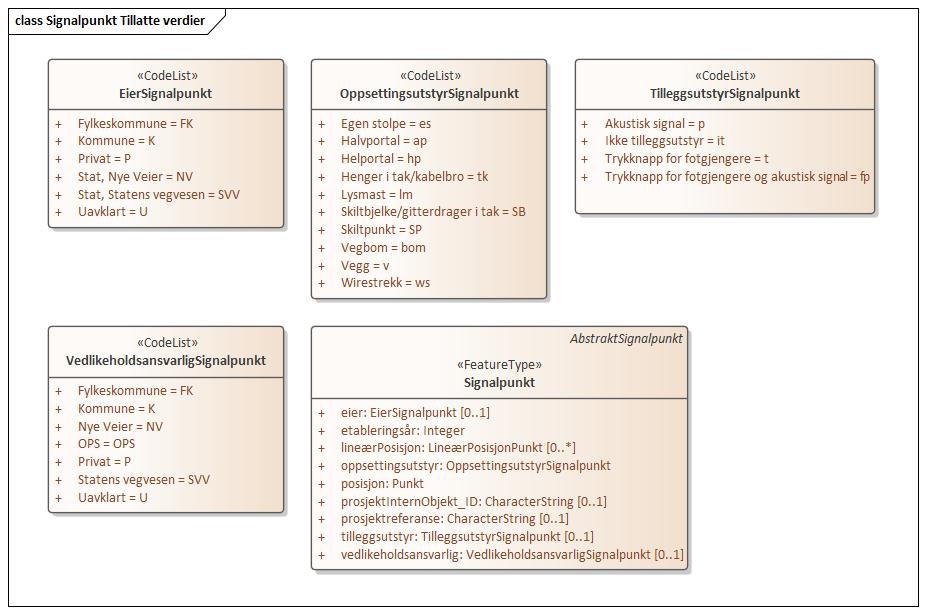 class Signalpunkt Tillatte verdier
«CodeList»
EierSignalpunkt
+ Fylkeskommune = FK
+ Kommune = K
+ Privat = P
+ Stat, Nye Veier = NV
+ Stat, Statens vegvesen = SVV
+ Uavklart = U
«CodeList»
OppsettingsutstyrSignalpunkt
+ Egen stolpe = es
+ Halvportal = ap
+ Helportal = hp
+ Henger i tak/kabelbro = tk
+ Lysmast = lm
+ Skiltbjelke/gitterdrager i tak = SB
+ Skiltpunkt = SP
+ Vegbom = bom
+ Vegg = v
+ Wirestrekk = ws
«CodeList»
TilleggsutstyrSignalpunkt
+ Akustisk signal = p
+ Ikke tilleggsutstyr = it
+ Trykknapp for fotgjengere = t
+ Trykknapp for fotgjengere og akustisk signal = fp
«CodeList»
VedlikeholdsansvarligSignalpunkt
+ Fylkeskommune = FK
+ Kommune = K
+ Nye Veier = NV
+ OPS = OPS
+ Privat = P
+ Statens vegvesen = SVV
+ Uavklart = U
AbstraktSignalpunkt
«FeatureType»
Signalpunkt
+ eier: EierSignalpunkt [0..1]
+ etableringsår: Integer
+ lineærPosisjon: LineærPosisjonPunkt [0..*]
+ oppsettingsutstyr: OppsettingsutstyrSignalpunkt
+ posisjon: Punkt
+ prosjektInternObjekt_ID: CharacterString [0..1]
+ prosjektreferanse: CharacterString [0..1]
+ tilleggsutstyr: TilleggsutstyrSignalpunkt [0..1]
+ vedlikeholdsansvarlig: VedlikeholdsansvarligSignalpunkt [0..1]